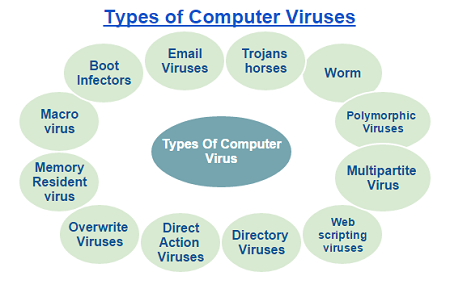 Types of Computer Viruses
Email
Viruses
Trojans
horses
Boot
Infectors
Worm
Macro
virus
Polymorphic
Viruses
Types Of Computer
Virus
Memory
Resident
virus
Multipartite
Virus
Overwrite
Viruses
Direct
Action
Viruses
Directory
Viruses
Web
scripting
viruses